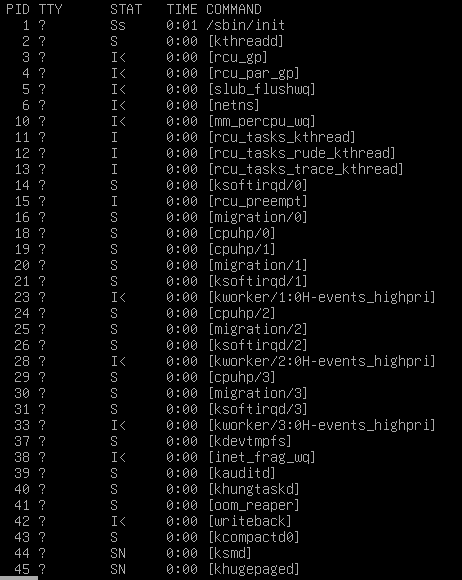 PID TTY      STAT   TIME COMMAND
  1 ?        Ss     0:01 /sbin/init
  2 ?        S      0:00 [kthreadd]
  3 ?        I<     0:00 [rcu_gp]
  4 ?        I<     0:00 [rcu_par_gp]
  5 ?        I<     0:00 [slub_flushwq]
  6 ?        I<     0:00 [netns]
 10 ?        I<     0:00 [mm_percpu_wq]
 11 ?        I      0:00 [rcu_tasks_kthread]
 12 ?        I      0:00 [rcu_tasks_rude_kthread]
 13 ?        I      0:00 [rcu_tasks_trace_kthread]
 14 ?        S      0:00 [ksoftirqd/0]
 15 ?        I      0:00 [rcu_preempt]
 16 ?        S      0:00 [migration/0]
 18 ?        S      0:00 [cpuhp/0]
 19 ?        S      0:00 [cpuhp/1]
 20 ?        S      0:00 [migration/1]
 21 ?        S      0:00 [ksoftirqd/1]
 23 ?        I<     0:00 [kworker/1:0H-events_highpri]
 24 ?        S      0:00 [cpuhp/2]
 25 ?        S      0:00 [migration/2]
 26 ?        S      0:00 [ksoftirqd/2]
 28 ?        I<     0:00 [kworker/2:0H-events_highpri]
 29 ?        S      0:00 [cpuhp/3]
 30 ?        S      0:00 [migration/3]
 31 ?        S      0:00 [ksoftirqd/3]
 33 ?        I<     0:00 [kworker/3:0H-events_highpri]
 37 ?        S      0:00 [kdevtmpfs]
 38 ?        I<     0:00 [inet_frag_wq]
 39 ?        S      0:00 [kauditd]
 40 ?        S      0:00 [khungtaskd]
 41 ?        S      0:00 [oom_reaper]
 42 ?        I<     0:00 [writeback]
 43 ?        S      0:00 [kcompactd0]
 44 ?        SN     0:00 [ksmd]
 45 ?        SN     0:00 [khugepaged]